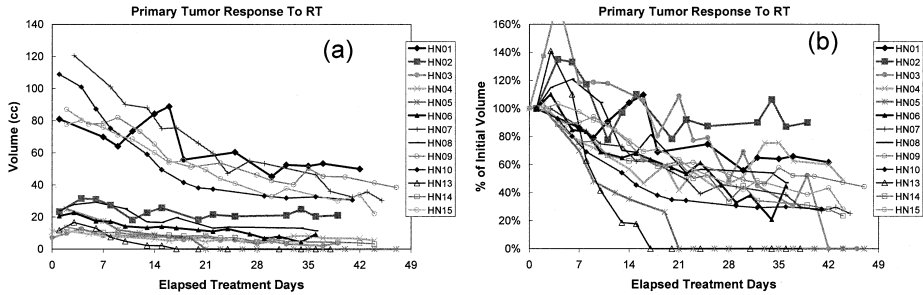 Primary Tumor Response To RT
(a)
Volume (cc)
140
120
100
80
60
40
20
0
0 7 14 21 28 35 42 49
Elapsed Treatment Days
HN01
HN02
HN03
HN04
HN05
HN06
HN07
HN08
HN09
HN10
HN13
HN14
HN15
Primary Tumor Response To RT
(b)
% of Initial Volume
160%
140%
120%
100%
80%
60%
40%
20%
0%
0 7 14 21 28 35 42 49
Elapsed Treatment Days
HN01
HN02
HN03
HN04
HN05
HN06
HN07
HN08
HN09
HN10
HN13
HN14
HN15